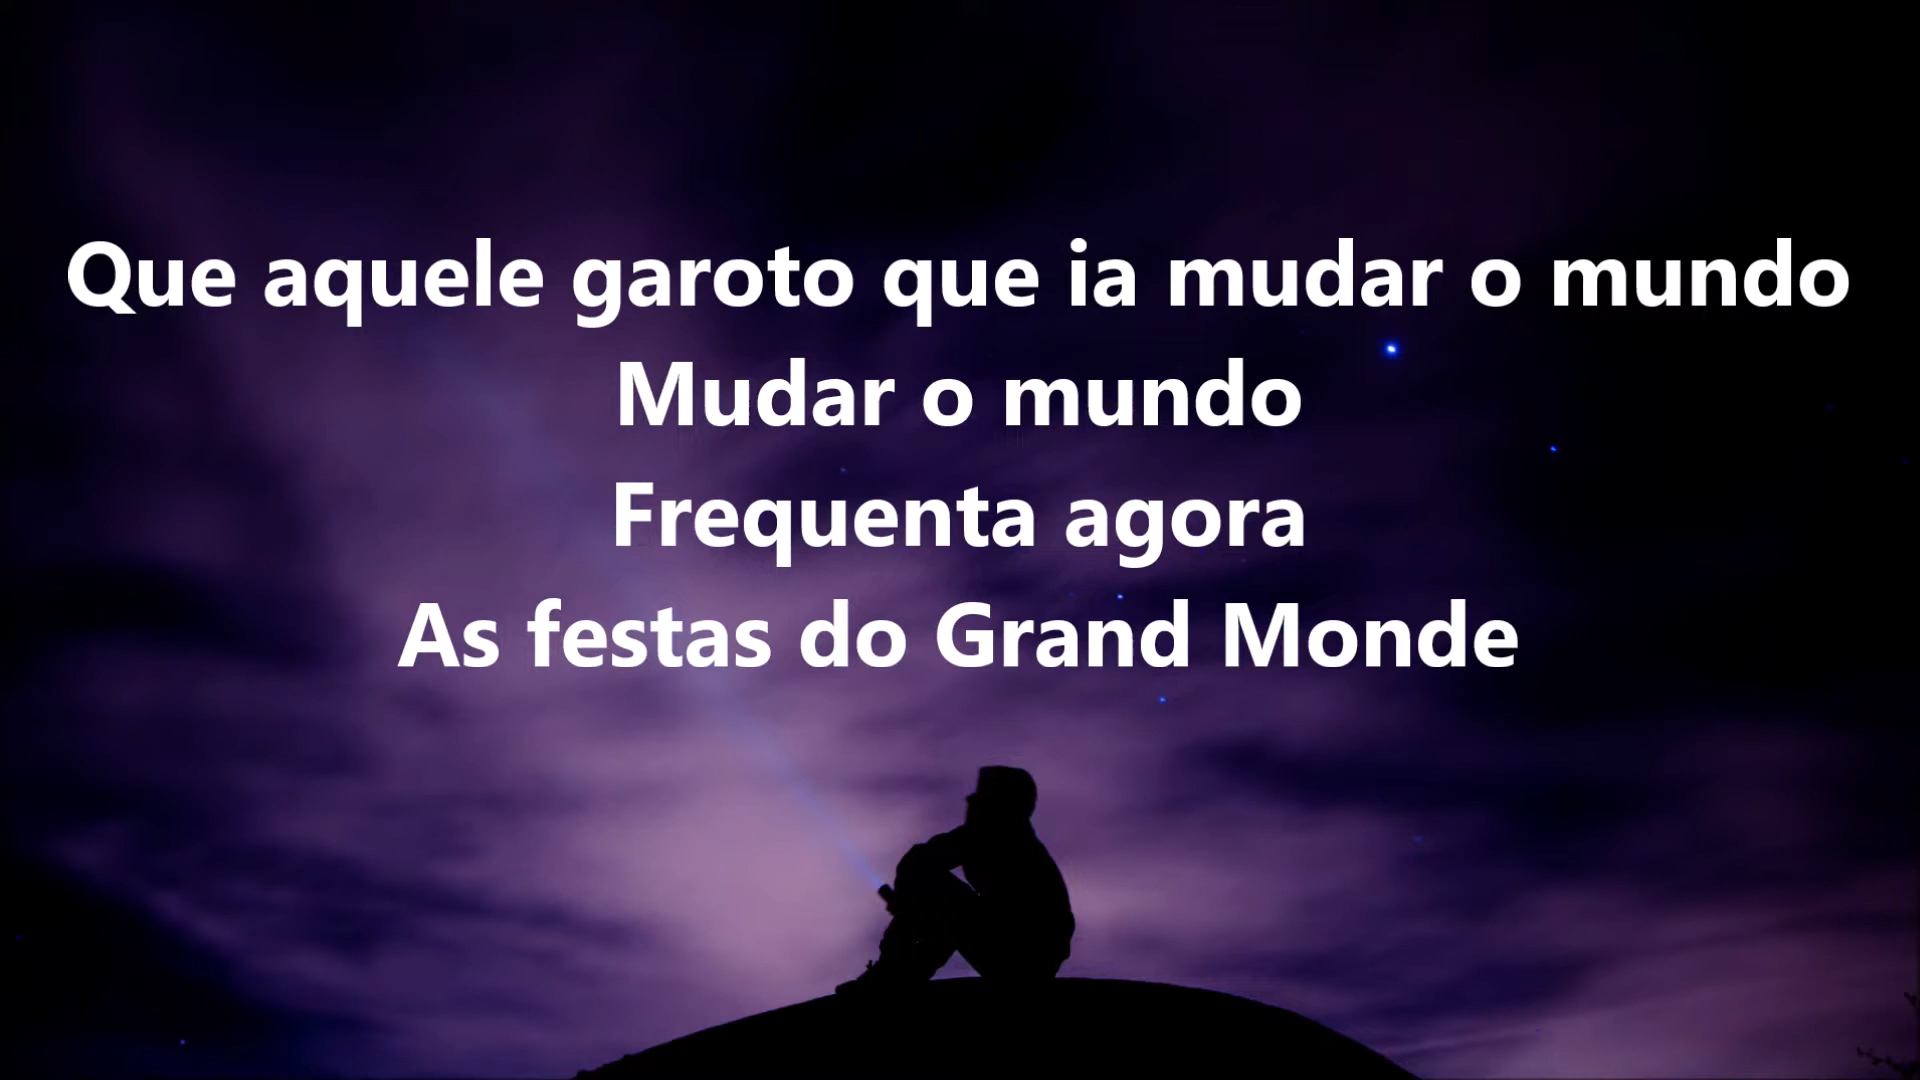 Que aquele garoto que ia mudar o mundo
Mudar o mundo
Frequenta agora
As festas do Grand Monde